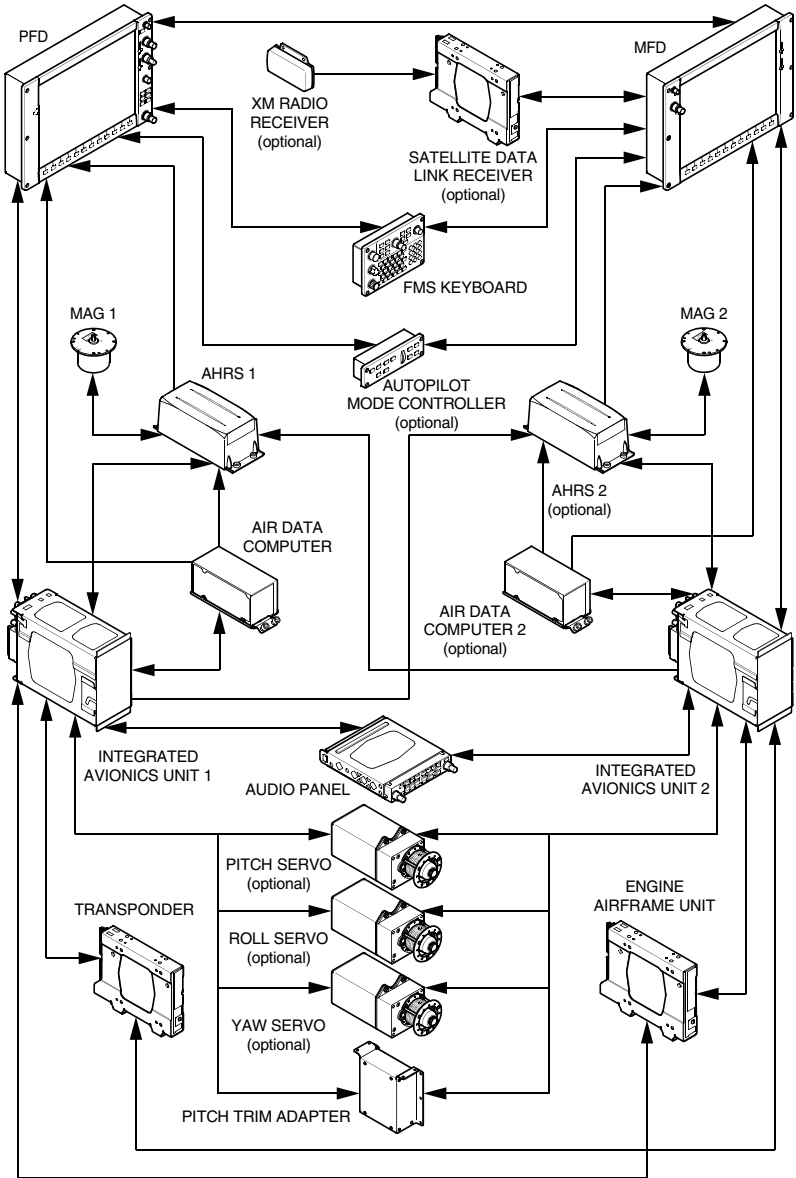 PFD
MFD
XM RADIO
RECEIVER
(optional)
SATELLITE DATA
LINK RECEIVER
(optional)
FMS KEYBOARD
MAG 1
MAG 2
AHRS 1
AUTOPILOT
MODE CONTROLLER
(optional)
AHRS 2
(optional)
AIR DATA
COMPUTER
AIR DATA
COMPUTER 2
(optional)
INTEGRATED
AVIONICS UNIT 1
AUDIO PANEL
INTEGRATED
AVIONICS UNIT 2
PITCH SERVO
(optional)
TRANSPONDER
ROLL SERVO
(optional)
ENGINE
AIRFRAME UNIT
YAW SERVO
(optional)
PITCH TRIM ADAPTER